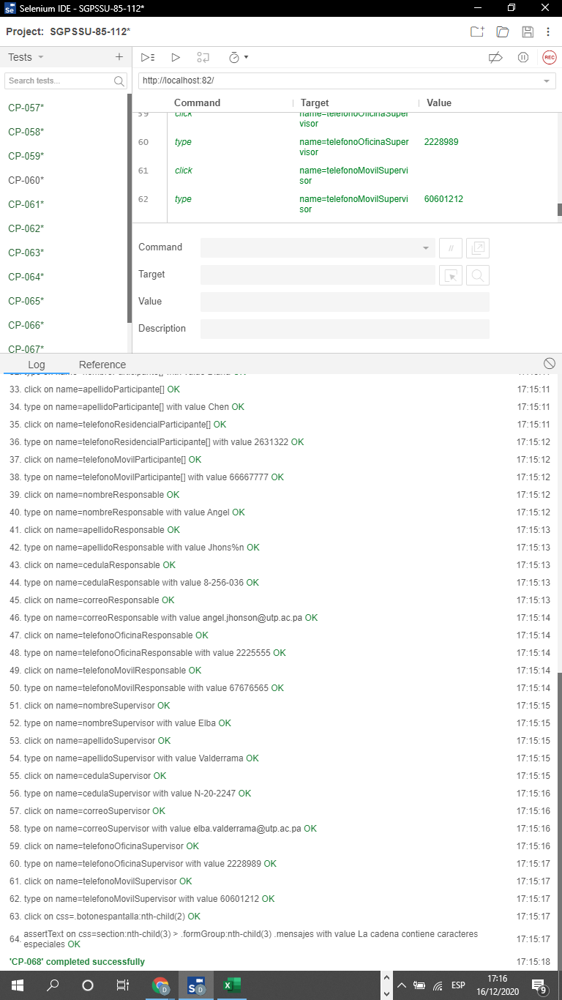 Selenium IDE - SGPSSU-85-112*
Project: SGPSSU-85-112*
Tests
Search tests...
CP-057*
CP-058*
CP-059*
CP-060*
CP-061*
CP-062*
CP-063*
CP-064*
CP-065*
CP-066*
CP-067*
REC
http://localhost:82/
Command Target Value
59 click name=telefonoOficinaSuper
visor
60 type name=telefonoOficinaSuper 2228989
visor
61 click name=telefonoMovilSupervi
sor
62 type name=telefonoMovilSupervi 60601212
sor
Command //
Target
Value
Description
Log Reference
33. click on name=apellidoParticipante[] OK 17:15:11
34. type on name=apellidoParticipante[] with value Chen OK 17:15:11
35. click on name=telefonoResidencialParticipante[] OK 17:15:11
36. type on name=telefonoResidencialParticipante[] with value 2631322 OK 17:15:12
37. click on name=telefonoMovilParticipante[] OK 17:15:12
38. type on name=telefonoMovilParticipante[] with value 66667777 OK 17:15:12
39. click on name=nombreResponsable OK 17:15:12
40. type on name=nombreResponsable with value Angel OK 17:15:12
41. click on name=apellidoResponsable OK 17:15:13
42. type on name=apellidoResponsable with value Jhons%n OK 17:15:13
43. click on name=cedulaResponsable OK 17:15:13
44. type on name=cedulaResponsable with value 8-256-036 OK 17:15:13
45. click on name=correoResponsable OK 17:15:13
46. type on name=correoResponsable with value angel.jhonson@utp.ac.pa OK 17:15:14
47. click on name=telefonoOficinaResponsable OK 17:15:14
48. type on name=telefonoOficinaResponsable with value 2225555 OK 17:15:14
49. click on name=telefonoMovilResponsable OK 17:15:14
50. type on name=telefonoMovilResponsable with value 67676565 OK 17:15:14
51. click on name=nombreSupervisor OK 17:15:15
52. type on name=nombreSupervisor with value Elba OK 17:15:15
53. click on name=apellidoSupervisor OK 17:15:15
54. type on name=apellidoSupervisor with value Valderrama OK 17:15:15
55. click on name=cedulaSupervisor OK 17:15:15
56. type on name=cedulaSupervisor with value N-20-2247 OK 17:15:16
57. click on name=correoSupervisor OK 17:15:16
58. type on name=correoSupervisor with value elba.valderrama@utp.ac.pa OK 17:15:16
59. click on name=telefonoOficinaSupervisor OK 17:15:16
60. type on name=telefonoOficinaSupervisor with value 2228989 OK 17:15:17
61. click on name=telefonoMovilSupervisor OK 17:15:17
62. type on name=telefonoMovilSupervisor with value 60601212 OK 17:15:17
63. click on css=.botonespantalla:nth-child(2) OK 17:15:17
64. assertText on css=section:nth-child(3) > .formGroup:nth-child(3) .mensajes with value La cadena contiene caracteres 17:15:17
especiales OK
'CP-068' completed successfully 17:15:18
ESP
17:16
16/12/2020
9